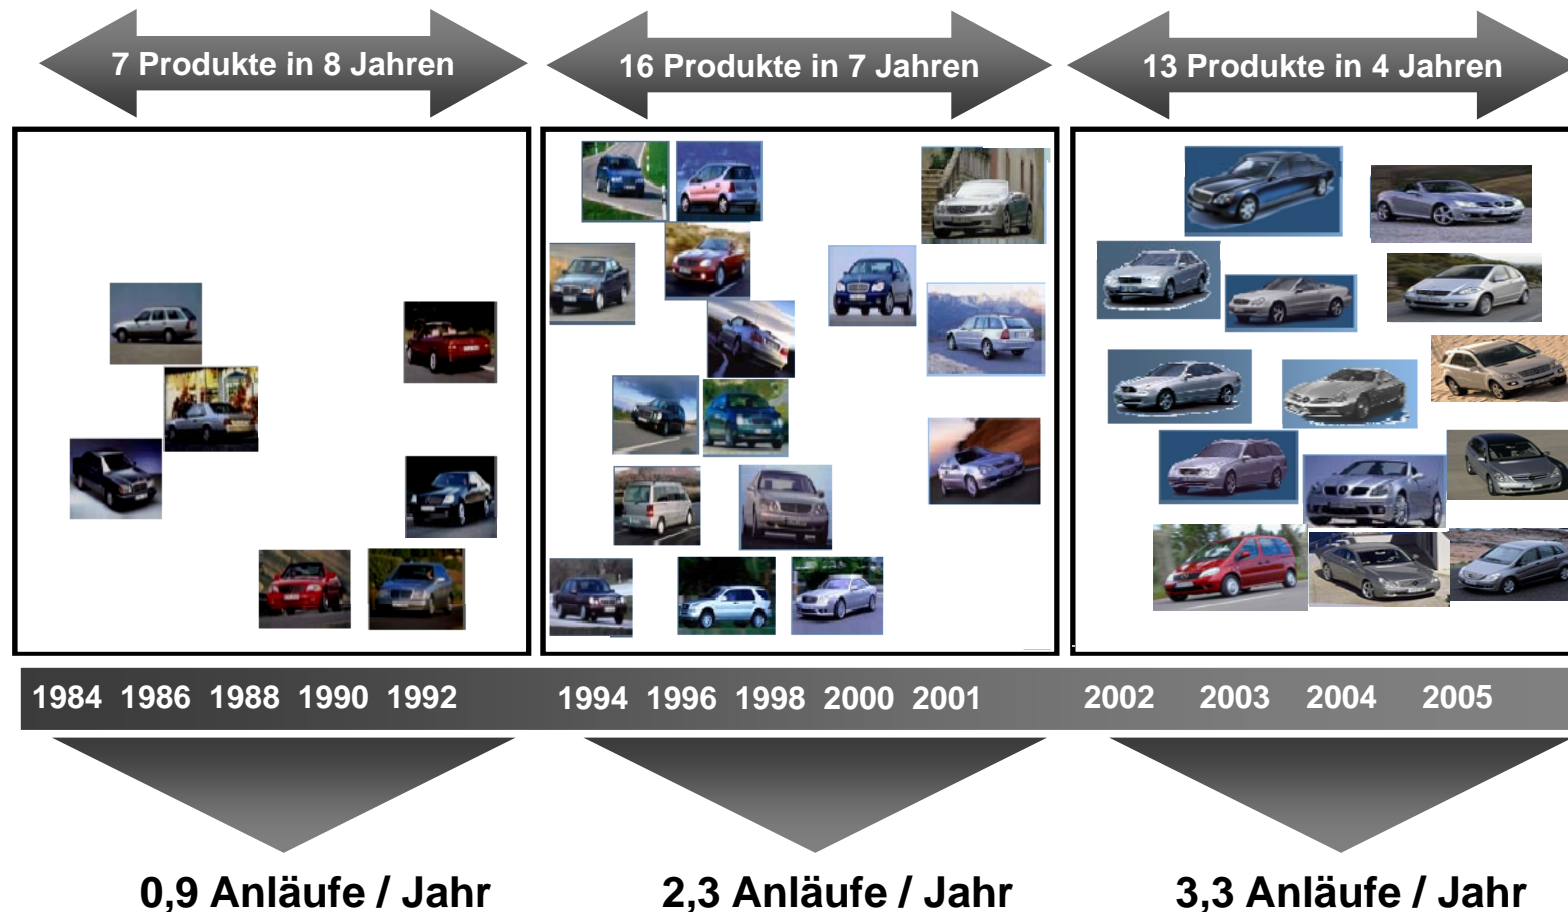 7 Produkte in 8 Jahren
16 Produkte in 7 Jahren
13 Produkte in 4 Jahren
1984 1986 1988 1990 1992 1994 1996 1998 2000 2001 2002 2003 2004 2005
0,9 Anläufe / Jahr
2,3 Anläufe / Jahr
3,3 Anläufe / Jahr